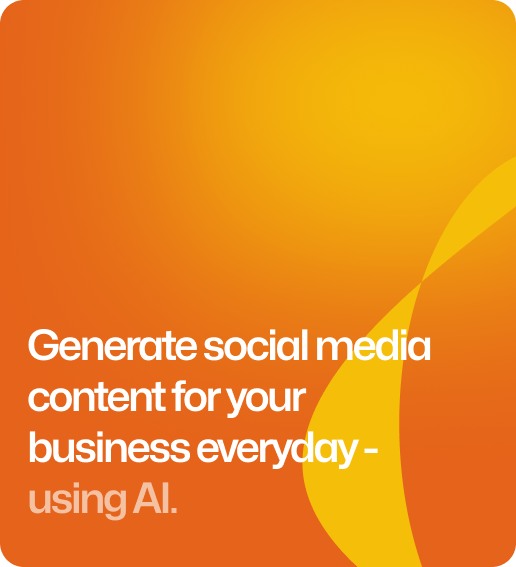 Generate social media
content for your
business everyday -
using AI.